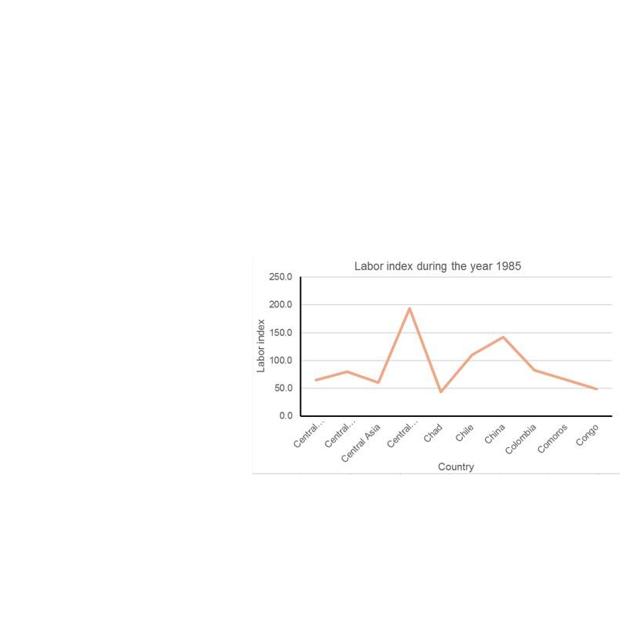 Labor index during the year 1985
250.0
200.0
150.0
100.0
50.0
0.0
Labor index
Central...
Central...
Central Asia
Central...
Chad
Chile
China
Colombia
Comoros
Congo
Country